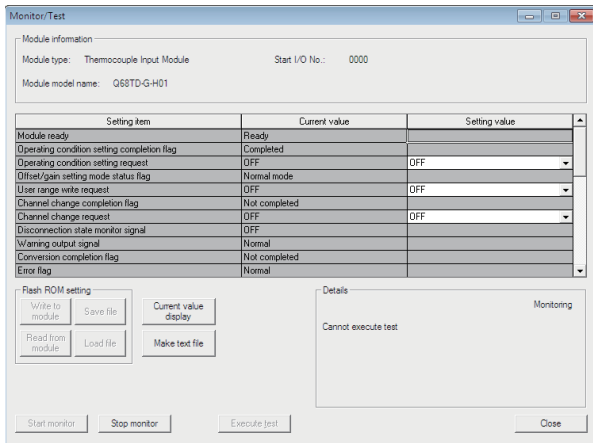 Monitor/Test
Module information
Module type: Thermocouple Input Module Start I/O No.: 0000
Module model name: Q68TD-G-H01
Setting item Current value Setting value
Module ready Ready
Operating condition setting completion flag Completed
Operating condition setting request OFF OFF
Offset/gain setting mode status flag Normal mode
User range write request OFF OFF
Channel change completion flag Not completed
Channel change request OFF OFF
Disconnection state monitor signal OFF
Warning output signal Normal
Conversion completion flag Not completed
Error flag Normal
Flash ROM setting
Write to module
Save file
Current value display
Read from module
Load file
Make text file
Details
Monitoring
Cannot execute test
Start monitor Stop monitor Execute test Close